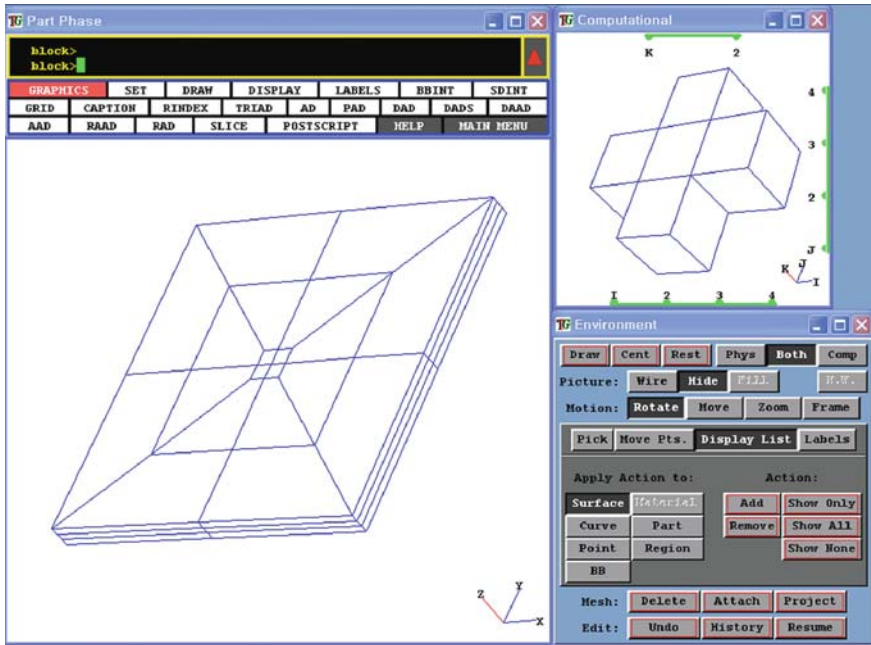 Part Phase
block>
block>
GRAPHICS SET DRAW DISPLAY LABELS BBINT SDINT
GRID CAPTION RINDEX TRIAD AD PAD DAD DADS DAAD
AAD RAAD RAD SLICE POSTSCRIPT HELP MAIN MENU
Z Y X
Computational
K 2
4
3
2
J
K J I
I 2 3 4
Environment
Draw Cent Rest Phys Both Comp
Picture: Wire Hide Fill H.W.
Motion: Rotate Move Zoom Frame
Pick Move Pts. Display List Labels
Apply Action to: Action:
Surface Material Add Show Only
Curve Part Remove Show All
Point Region Show None
BB
Mesh: Delete Attach Project
Edit: Undo History Resume